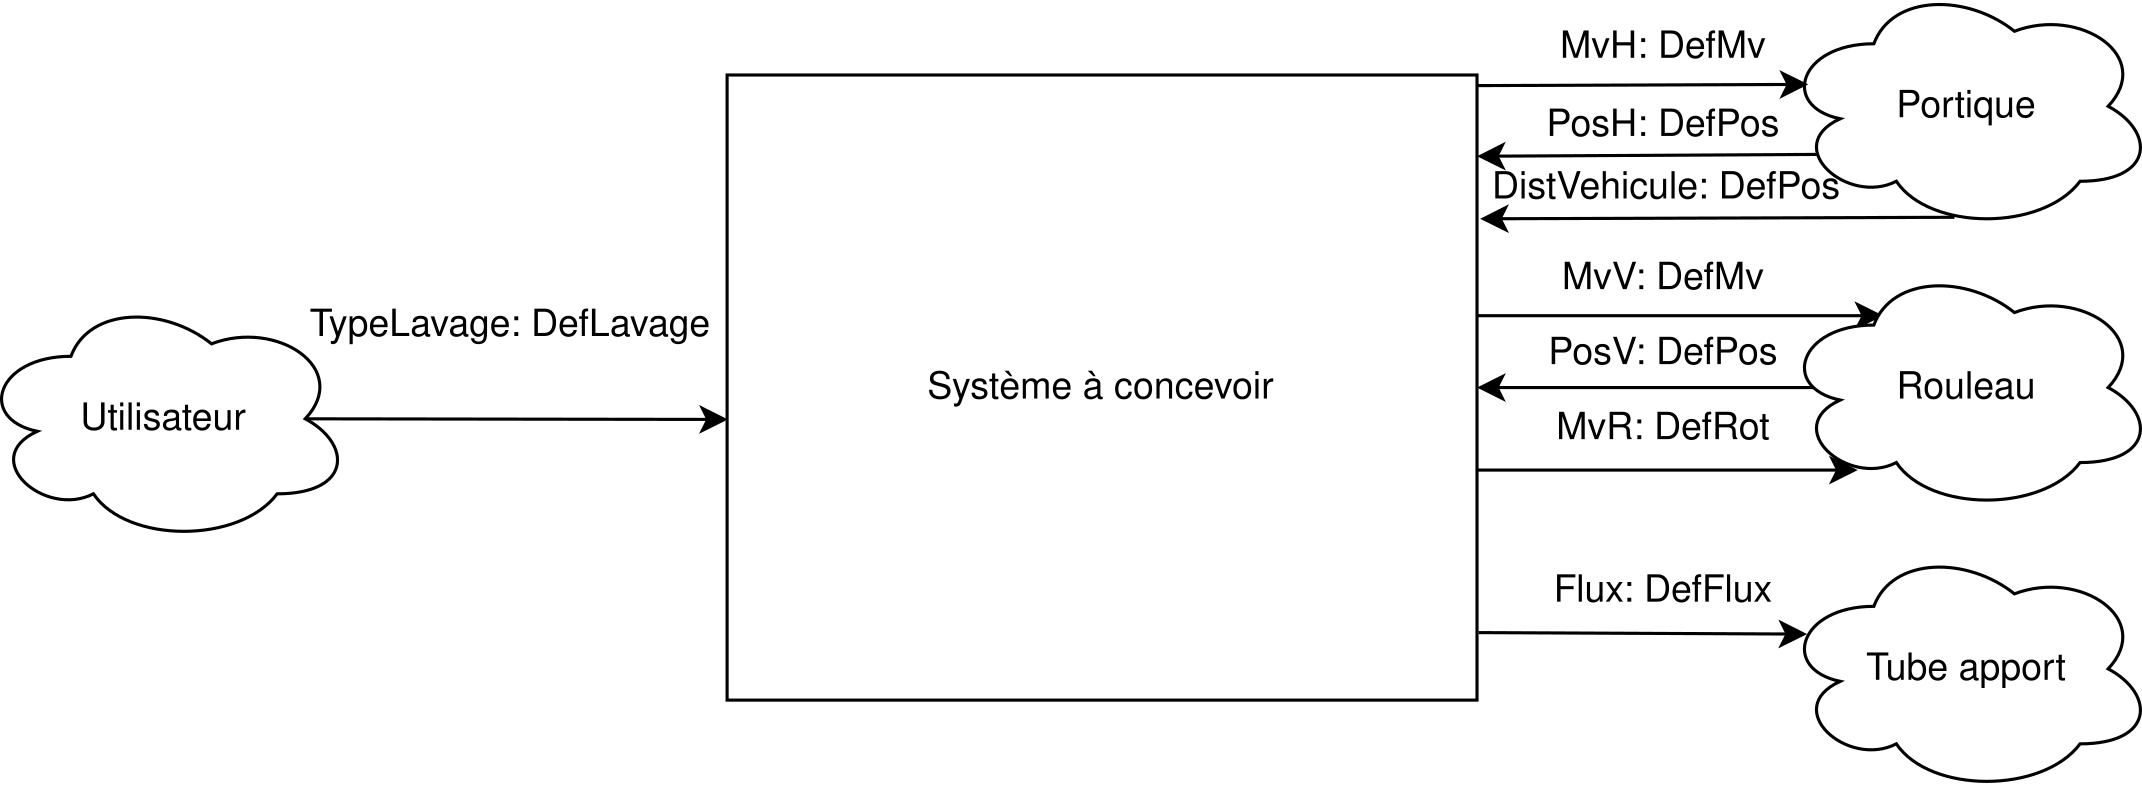 MvH: DefMv
Portique
PosH: DefPos
DistVehicule: DefPos
MvV: DefMv
TypeLavage: DefLavage
PosV: DefPos
Système à concevoir
Rouleau
Utilisateur
MvR: DefRot
Flux: DefFlux
Tube apport